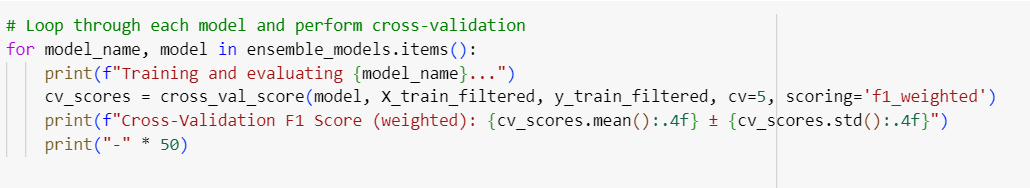 # Loop through each model and perform cross-validation
for model_name, model in ensemble_models.items():
    print(f"Training and evaluating {model_name}...")
    cv_scores = cross_val_score(model, X_train_filtered, y_train_filtered, cv=5, scoring='f1_weighted')
    print(f"Cross-Validation F1 Score (weighted): {cv_scores.mean():.4f} ± {cv_scores.std():.4f}")
    print("-" * 50)